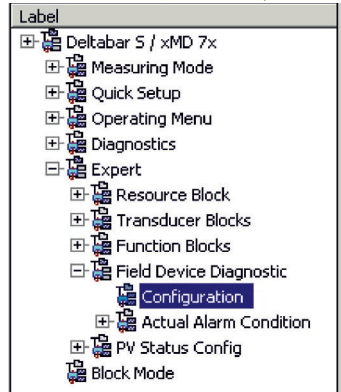 Label
Deltabar S / xMD 7x
Measuring Mode
Quick Setup
Operating Menu
Diagnostics
Expert
Resource Block
Transducer Blocks
Function Blocks
Field Device Diagnostic
Configuration
Actual Alarm Condition
PV Status Config
Block Mode